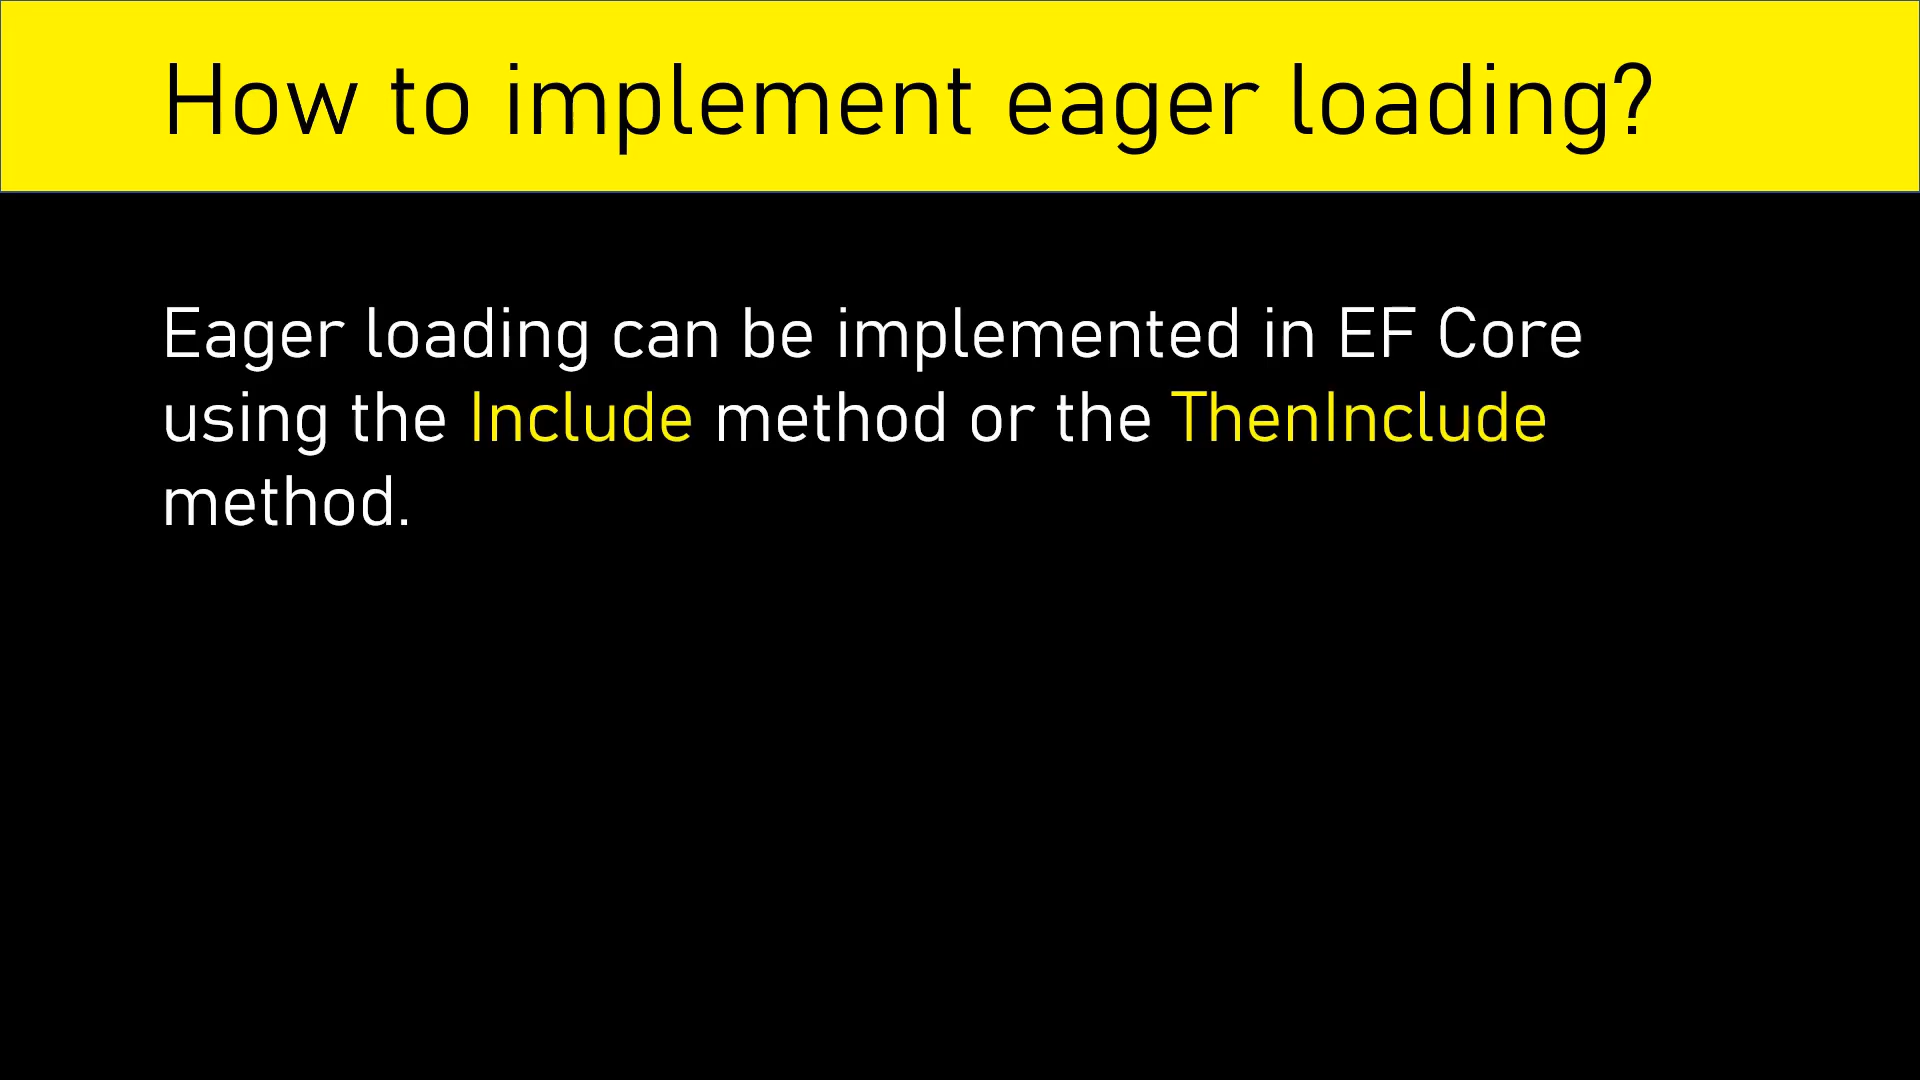 How to implement eager loading?
Eager loading can be implemented in EF Core
using the Include method or the ThenInclude
method.